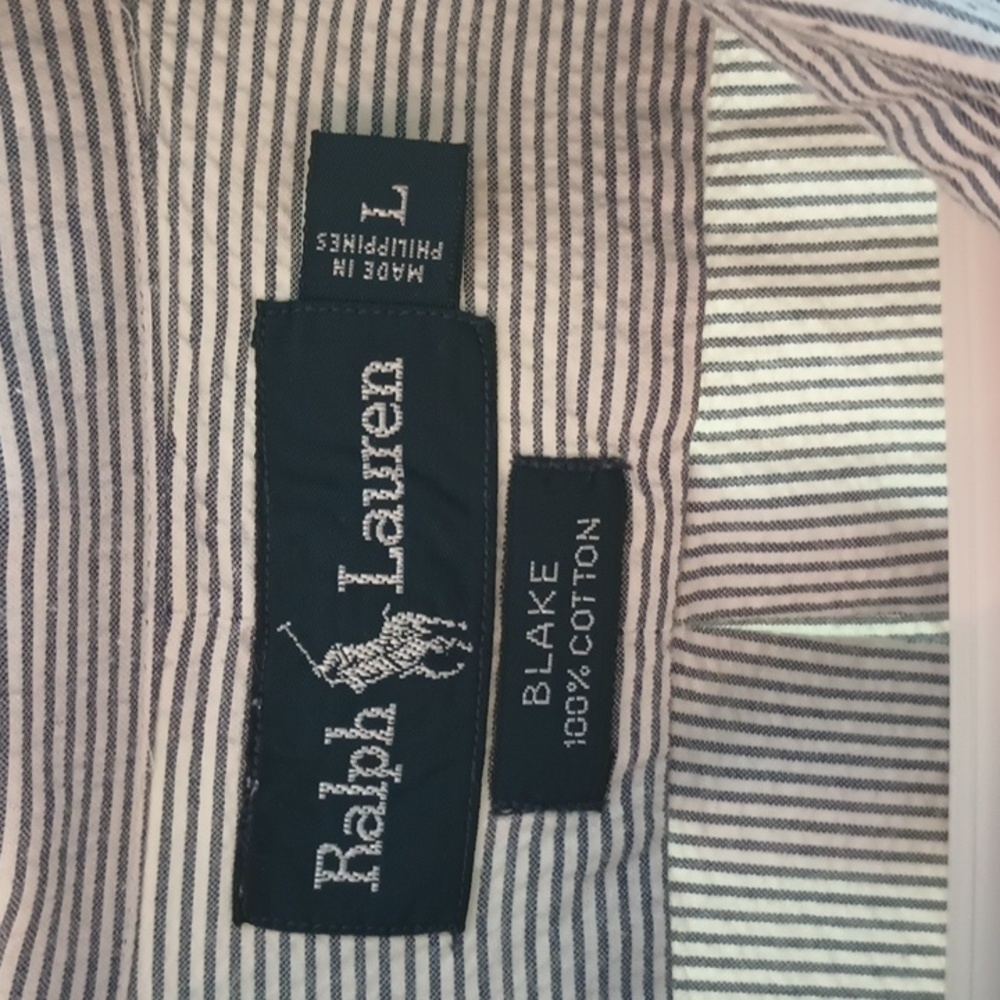 Ralph Lauren
L
MADE IN
PHILIPPINES
BLAKE
100% COTTON